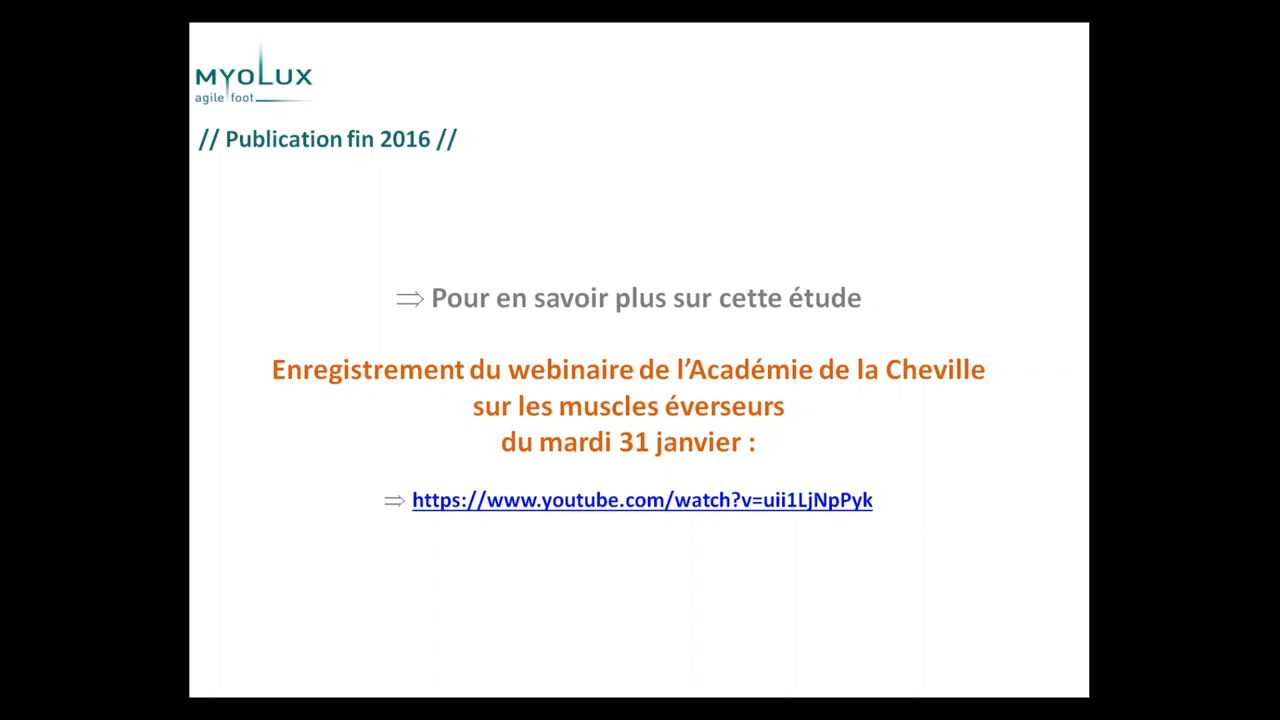 MYOLUX
agile foot
// Publication fin 2016 //
⇒ Pour en savoir plus sur cette étude
Enregistrement du webinaire de l’Académie de la Cheville
sur les muscles éverseurs
du mardi 31 janvier :
⇒ https://www.youtube.com/watch?v=uii1LjNpPyk